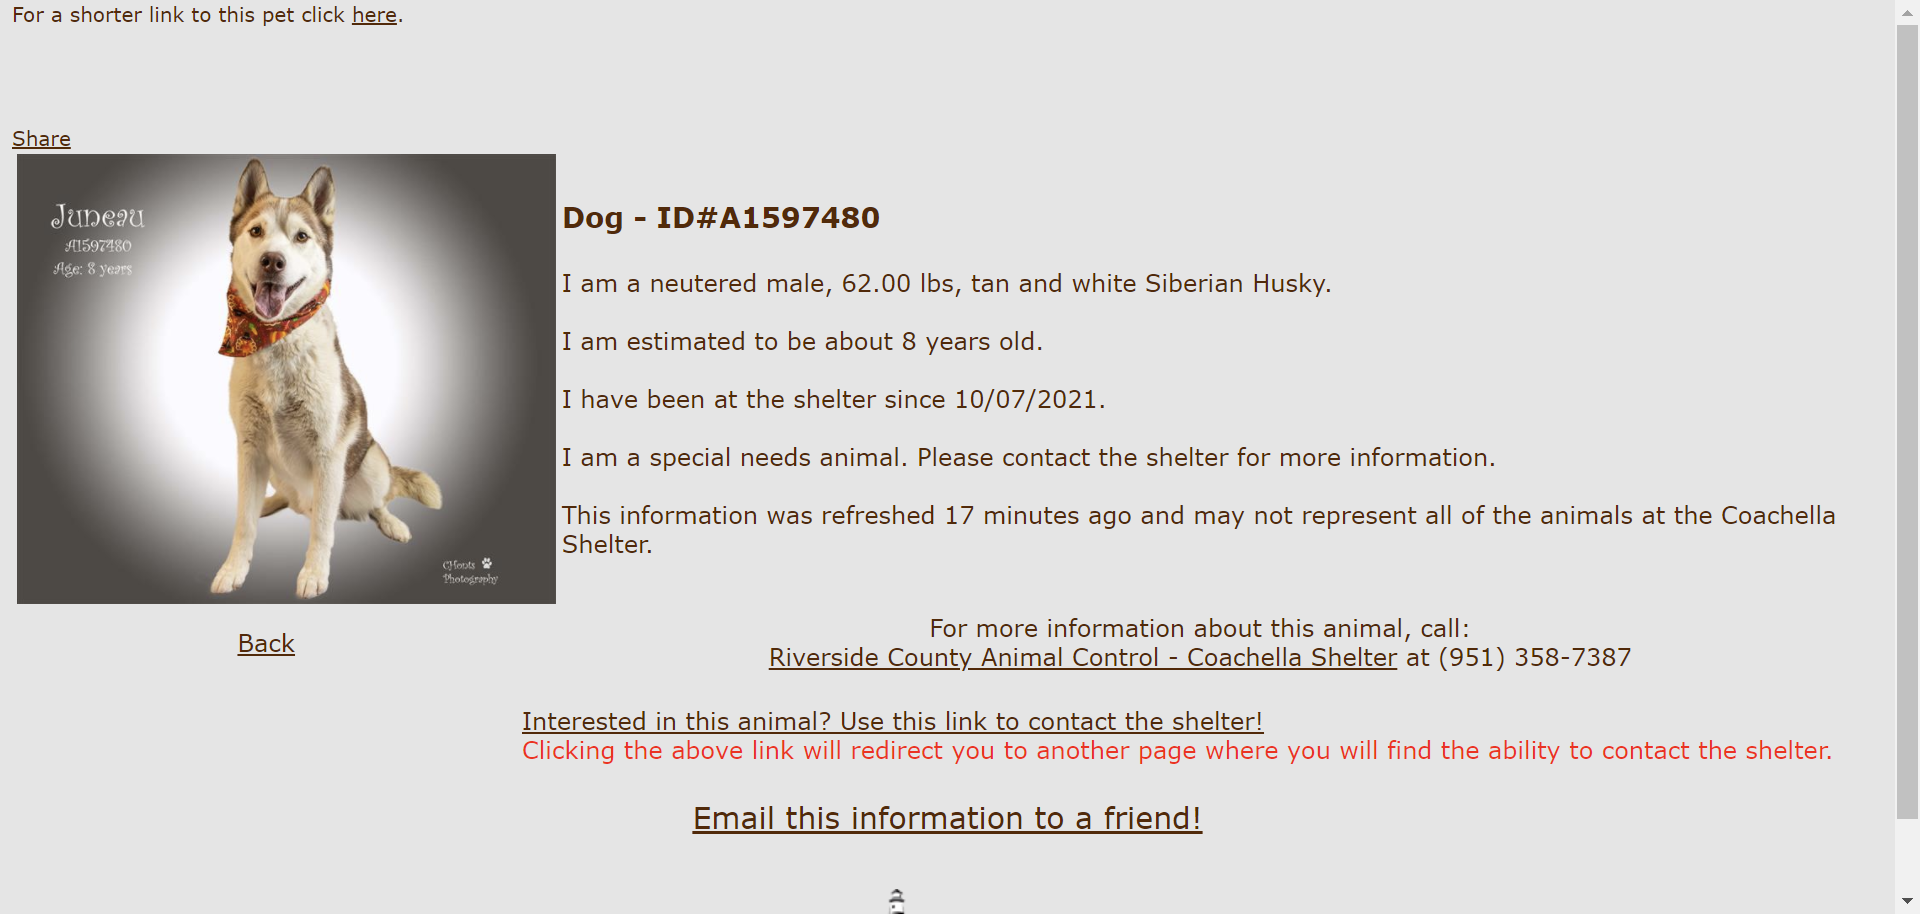 For a shorter link to this pet click here.
Share
Juneau
A1597480
Age: 8 years
CHonts
Photography
Dog - ID#A1597480
I am a neutered male, 62.00 lbs, tan and white Siberian Husky.
I am estimated to be about 8 years old.
I have been at the shelter since 10/07/2021.
I am a special needs animal. Please contact the shelter for more information.
This information was refreshed 17 minutes ago and may not represent all of the animals at the Coachella
Shelter.
Back
For more information about this animal, call:
Riverside County Animal Control - Coachella Shelter at (951) 358-7387
Interested in this animal? Use this link to contact the shelter!
Clicking the above link will redirect you to another page where you will find the ability to contact the shelter.
Email this information to a friend!